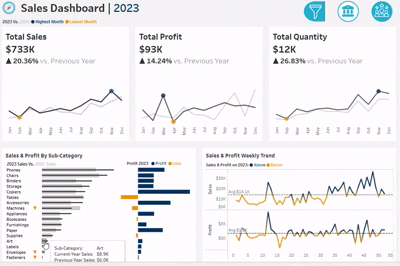 Sales Dashboard | 2023
2023 Vs. 2022 Highest Month Lowest Month
Total Sales
$733K
▲ 20.36% vs. Previous Year
Total Profit
$93K
▲ 14.24% vs. Previous Year
Total Quantity
$12K
▲ 26.83% vs. Previous Year
Jan Feb Mar Apr May Jun Jul Aug Sep Oct Nov Dec
Jan Feb Mar Apr May Jun Jul Aug Sep Oct Nov Dec
Jan Feb Mar Apr May Jun Jul Aug Sep Oct Nov Dec
Sales & Profit By Sub-Category
2023 Sales Vs. 2022 Sales
Profit 2023 Profit Loss
Phones
Chairs
Binders
Storage
Copiers
Tables
Accessories
Machines
Appliances
Bookcases
Furnishings
Paper
Supplies
Art
Labels
Envelopes
Fasteners
Sub-Category: Art
Current-Year Sales: $8.9K
Previous-Year Sales: $6.0K
Sales & Profit Weekly Trend
Sales & Profit 2023: Above Below
Sales
Profit
0 5 10 15 20 25 30 35 40 45 50 55